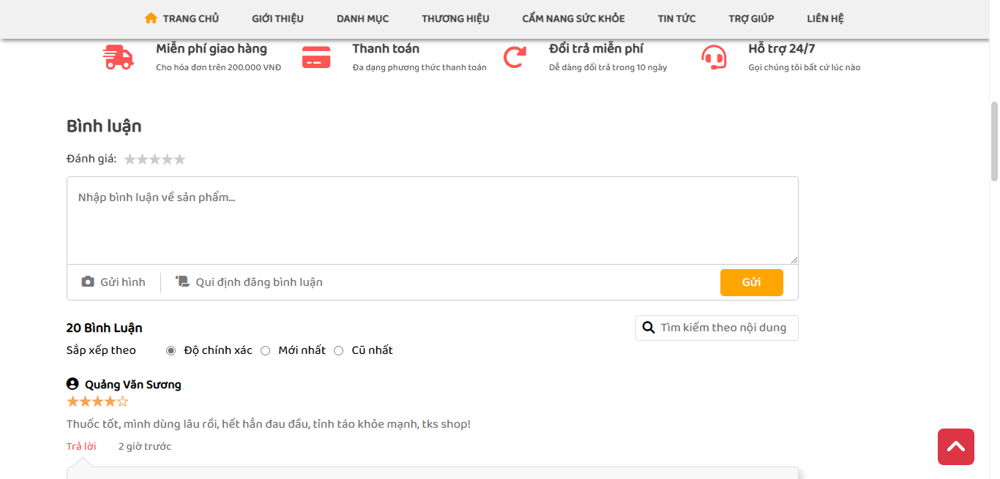 TRANG CHỦ GIỚI THIỆU DANH MỤC THƯƠNG HIỆU CẨM NANG SỨC KHỎE TIN TỨC TRỢ GIÚP LIÊN HỆ
Miễn phí giao hàng Thanh toán Đổi trả miễn phí Hỗ trợ 24/7
Cho hóa đơn trên 200.000 VNĐ Đa dạng phương thức thanh toán Dễ dàng đổi trả trong 10 ngày Gọi chúng tôi bất cứ lúc nào
Bình luận
Đánh giá:
Nhập bình luận về sản phẩm...
Gửi hình Qui định đăng bình luận Gửi
20 Bình Luận Tìm kiếm theo nội dung
Sắp xếp theo Độ chính xác Mới nhất Cũ nhất
Quảng Văn Sương
Thuốc tốt, mình dùng lâu rồi, hết hẳn đau đầu, tỉnh táo khỏe mạnh, tks shop!
Trả lời 2 giờ trước